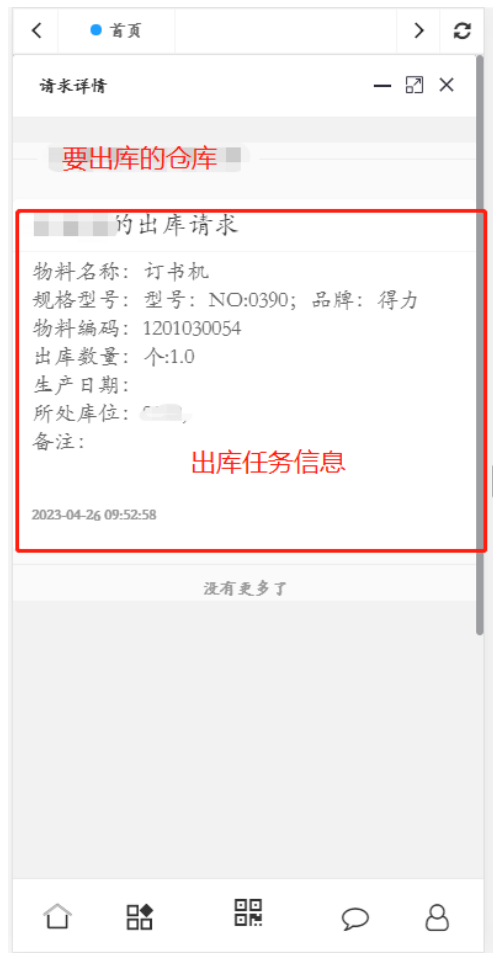 首页
请求详情
要出库的仓库
的出库请求
物料名称：订书机
规格型号：型号：NO:0390；品牌：得力
物料编码：1201030054
出库数量：个:1.0
生产日期：
所处库位：
备注：
出库任务信息
2023-04-26 09:52:58
没有更多了